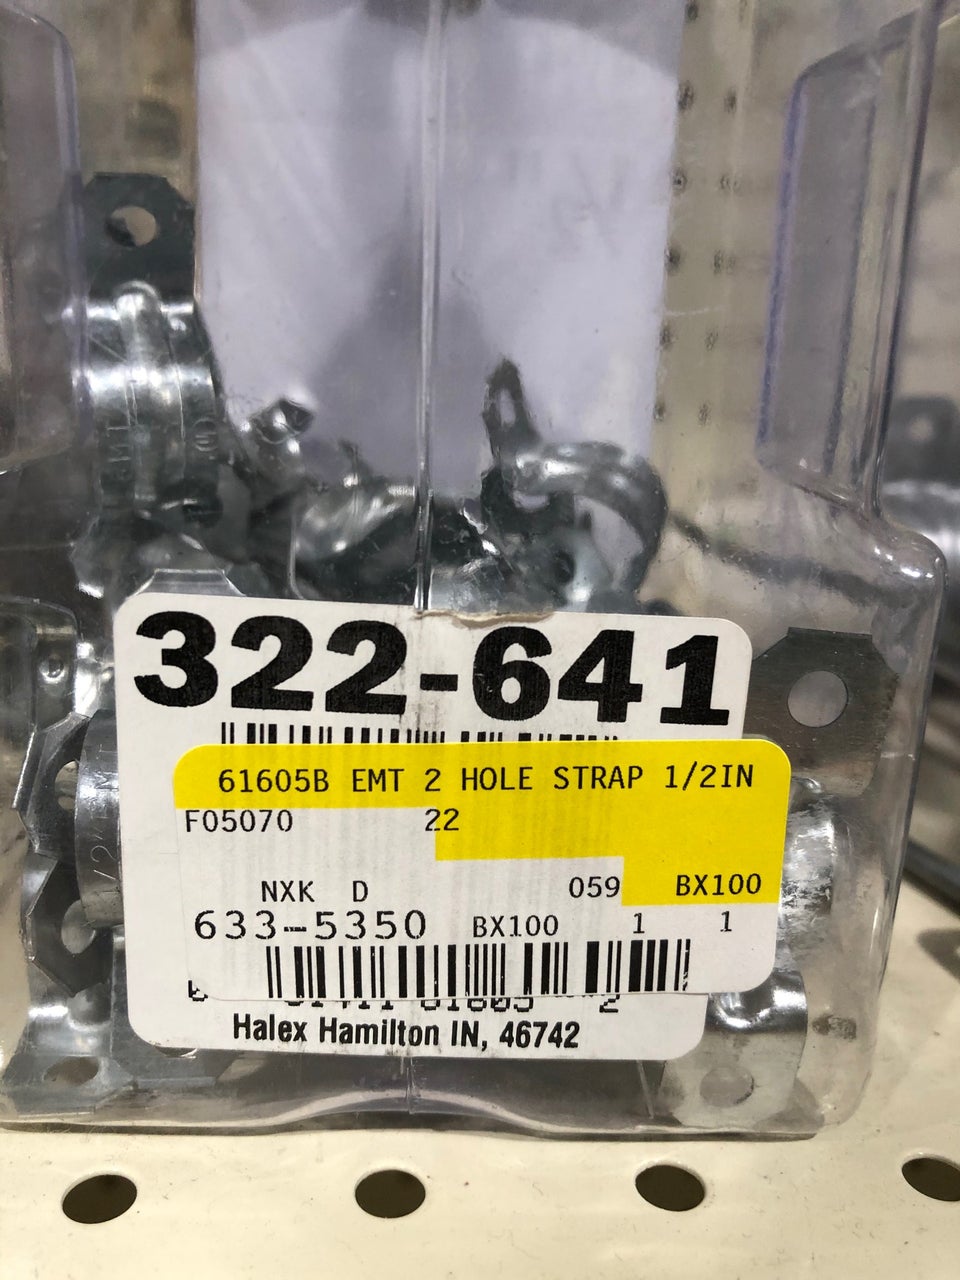 322-641
61605B EMT 2 HOLE STRAP 1/2IN
F05070 22
NXK D 059 BX100
633-5350 BX100 1 1
Halex Hamilton IN, 46742